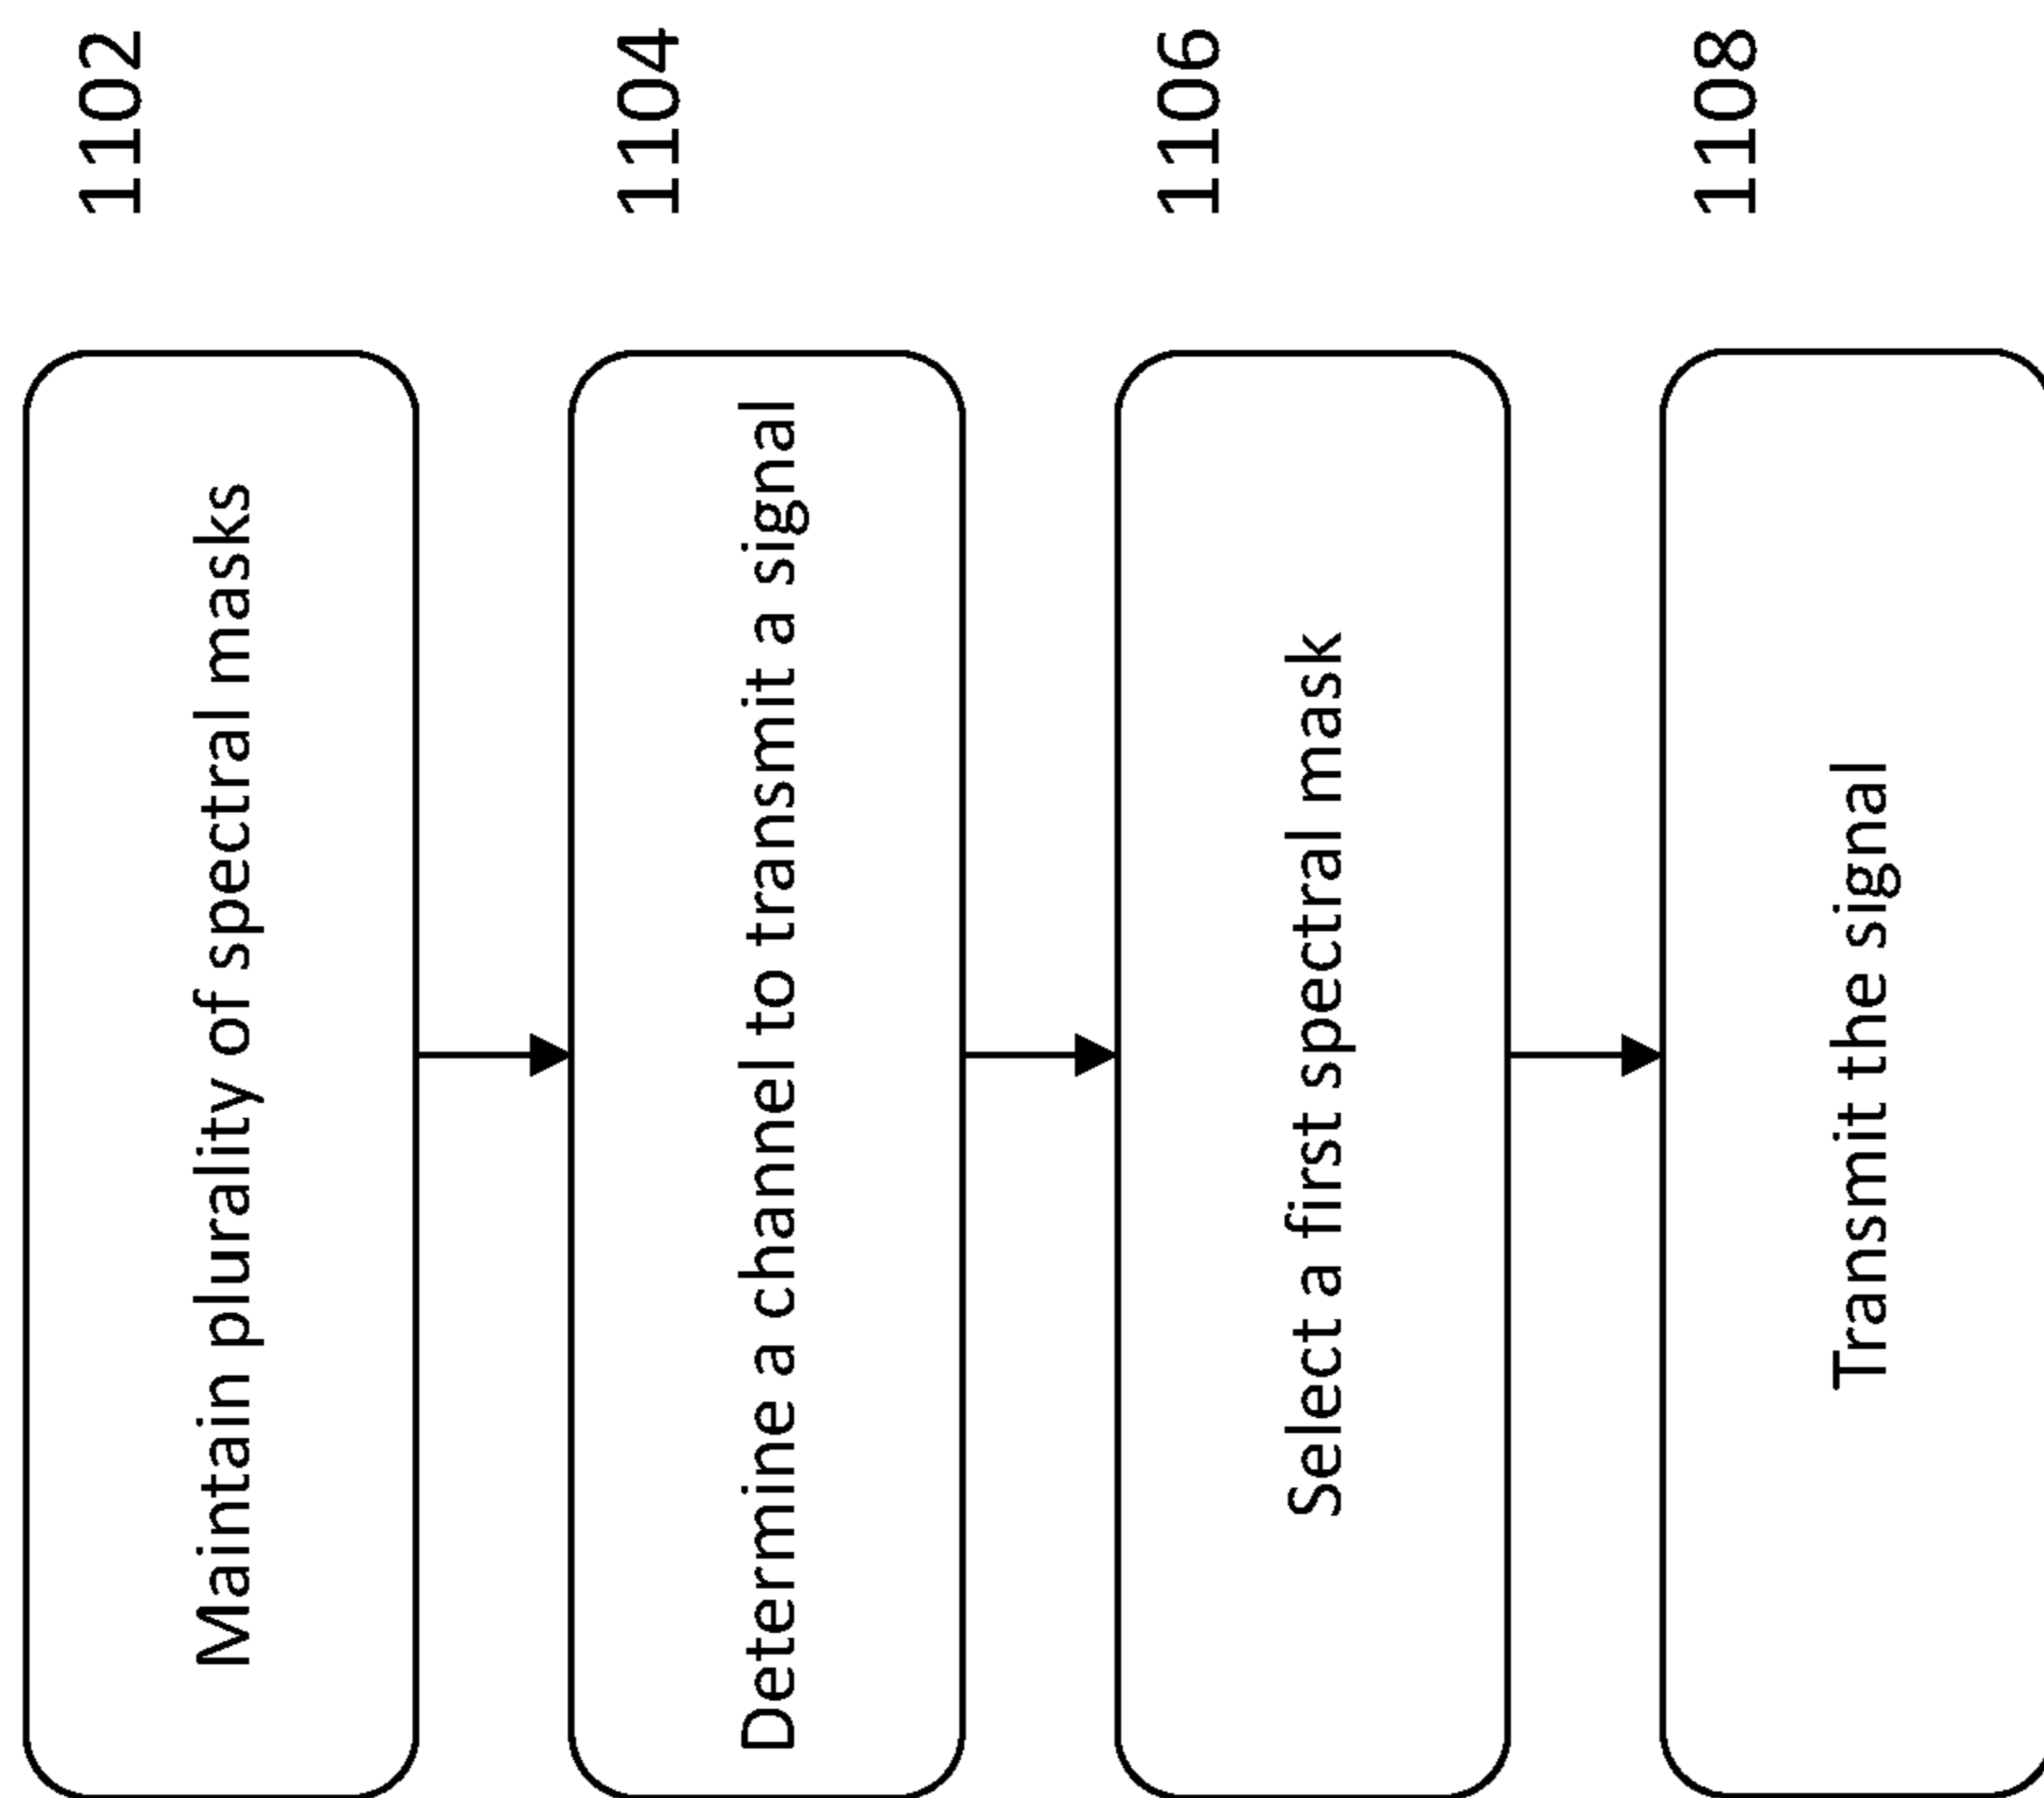 Maintain plurality of spectral masks
1102
Determine a channel to transmit a signal
1104
Select a first spectral mask
1106
Transmit the signal
1108